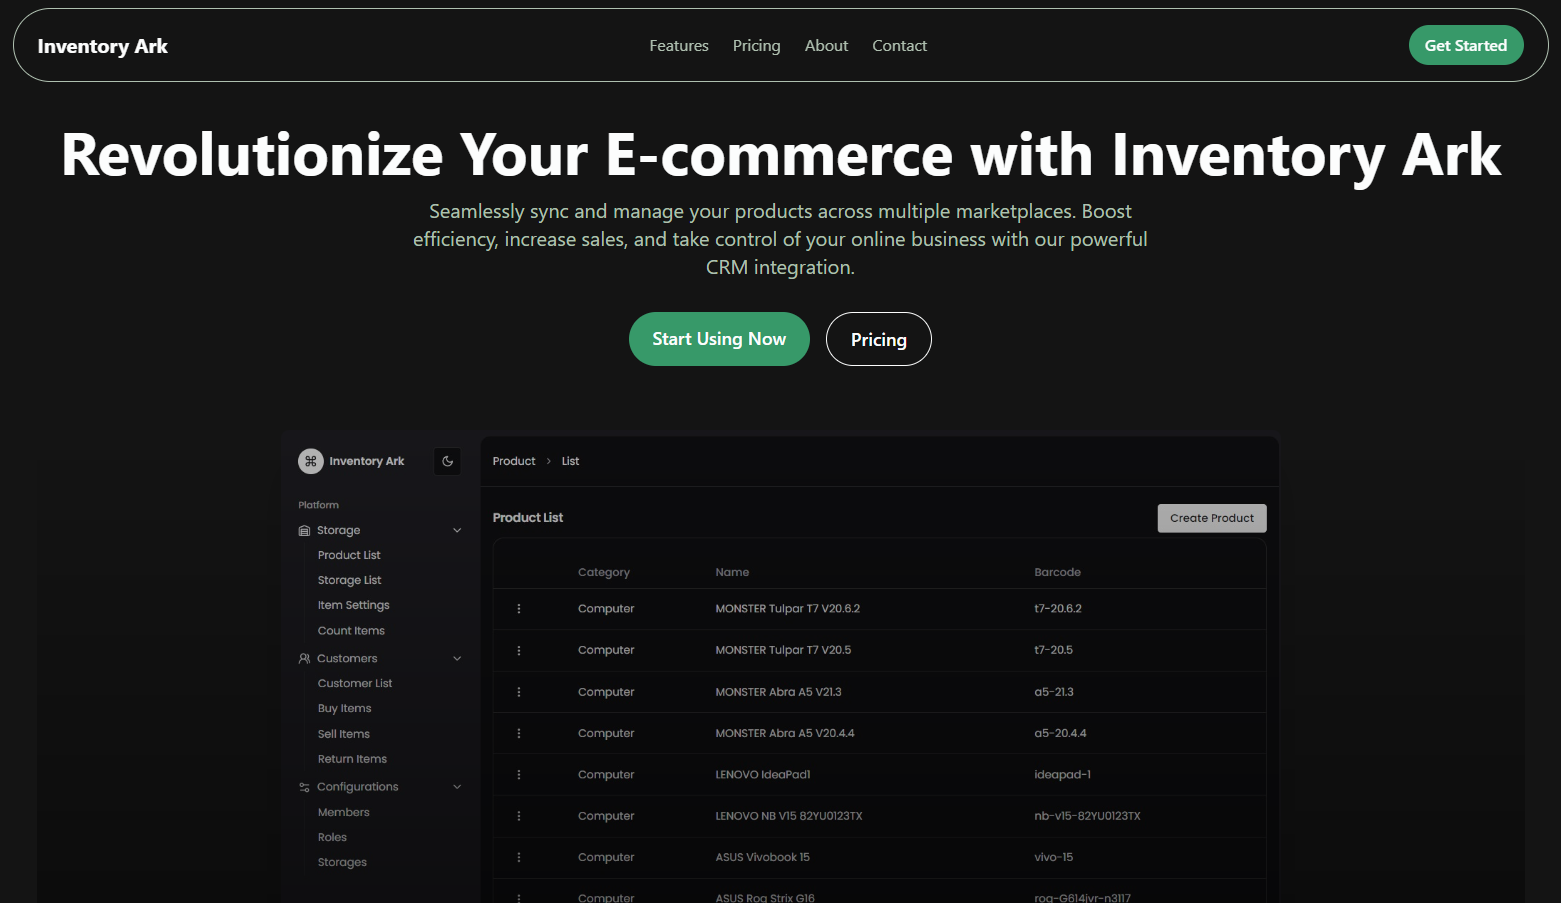 Inventory Ark
Features
Pricing
About
Contact
Get Started
Revolutionize Your E-commerce with Inventory Ark
Seamlessly sync and manage your products across multiple marketplaces. Boost
efficiency, increase sales, and take control of your online business with our powerful
CRM integration.
Start Using Now
Pricing
Inventory Ark
Platform
Storage
Product List
Storage List
Item Settings
Count Items
Customers
Customer List
Buy Items
Sell Items
Return Items
Configurations
Members
Roles
Storages
Product > List
Product List
Create Product
Category Name Barcode
Computer MONSTER Tulpar T7 V20.6.2 t7-20.6.2
Computer MONSTER Tulpar T7 V20.5 t7-20.5
Computer MONSTER Abra A5 V21.3 a5-21.3
Computer MONSTER Abra A5 V20.4.4 a5-20.4.4
Computer LENOVO IdeaPad1 ideapad-1
Computer LENOVO NB V15 82YU0123TX nb-v15-82YU0123TX
Computer ASUS Vivobook 15 vivo-15
Computer ASUS Rog Strix G16 rog-G614jvr-n3117